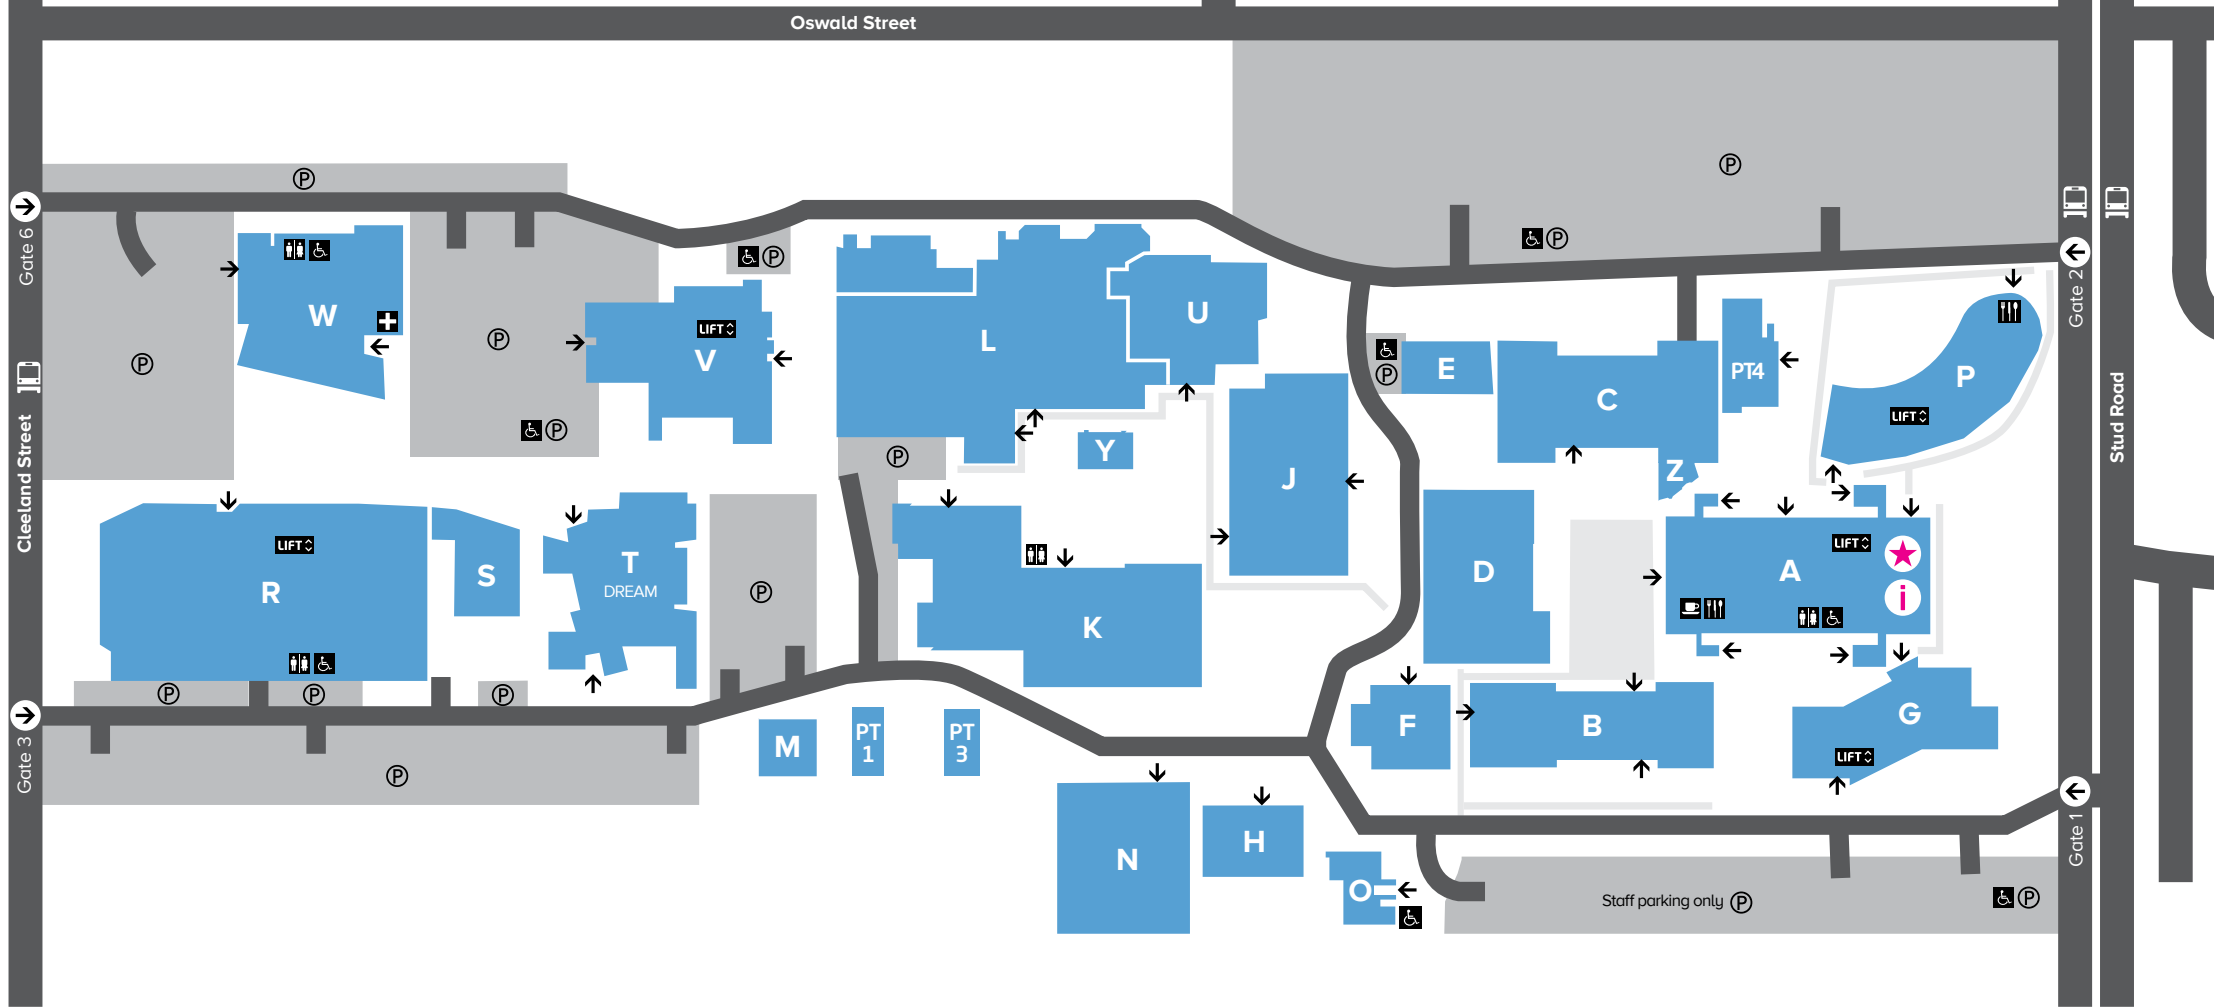 Oswald Street
P
P
Gate 6
W
P
P
P
P
LIFT
V
L
U
P
P
Gate 2
P
E
C
PT4
P
LIFT
Cleeland Street
Stud Road
P
Y
J
Z
LIFT
R
S
T
DREAM
P
K
D
LIFT
A
i
P
P
P
Gate 3
P
M
PT
1
PT
3
F
B
G
LIFT
Gate 1
N
H
O
Staff parking only P
P